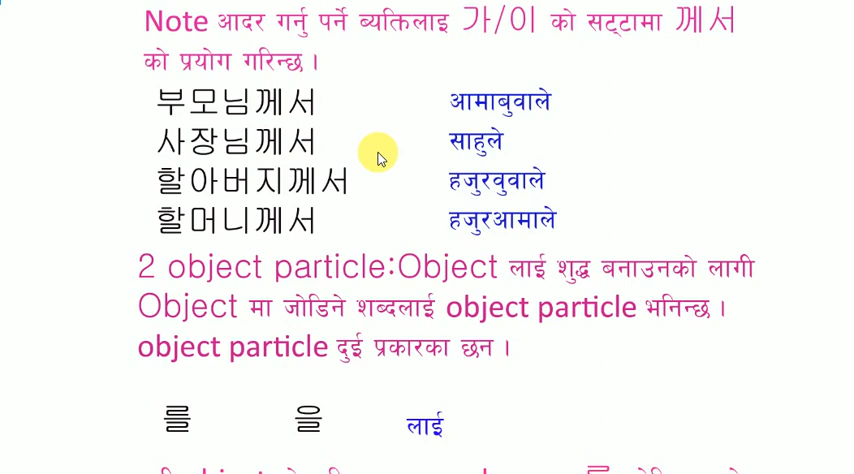 Note आदर गर्नु पर्ने ब्यक्तिलाइ 가/이 को सट्टामा 께서
को प्रयोग गरिन्छ ।
부모님께서 आमाबुवाले
사장님께서 साहुले
할아버지께서 हजुरवुवाले
할머니께서 हजुरआमाले
2 object particle:Object लाई शुद्ध बनाउनको लागी
Object मा जोडिने शब्दलाई object particle भनिन्छ ।
object particle दुई प्रकारका छन ।
를 을 लाई